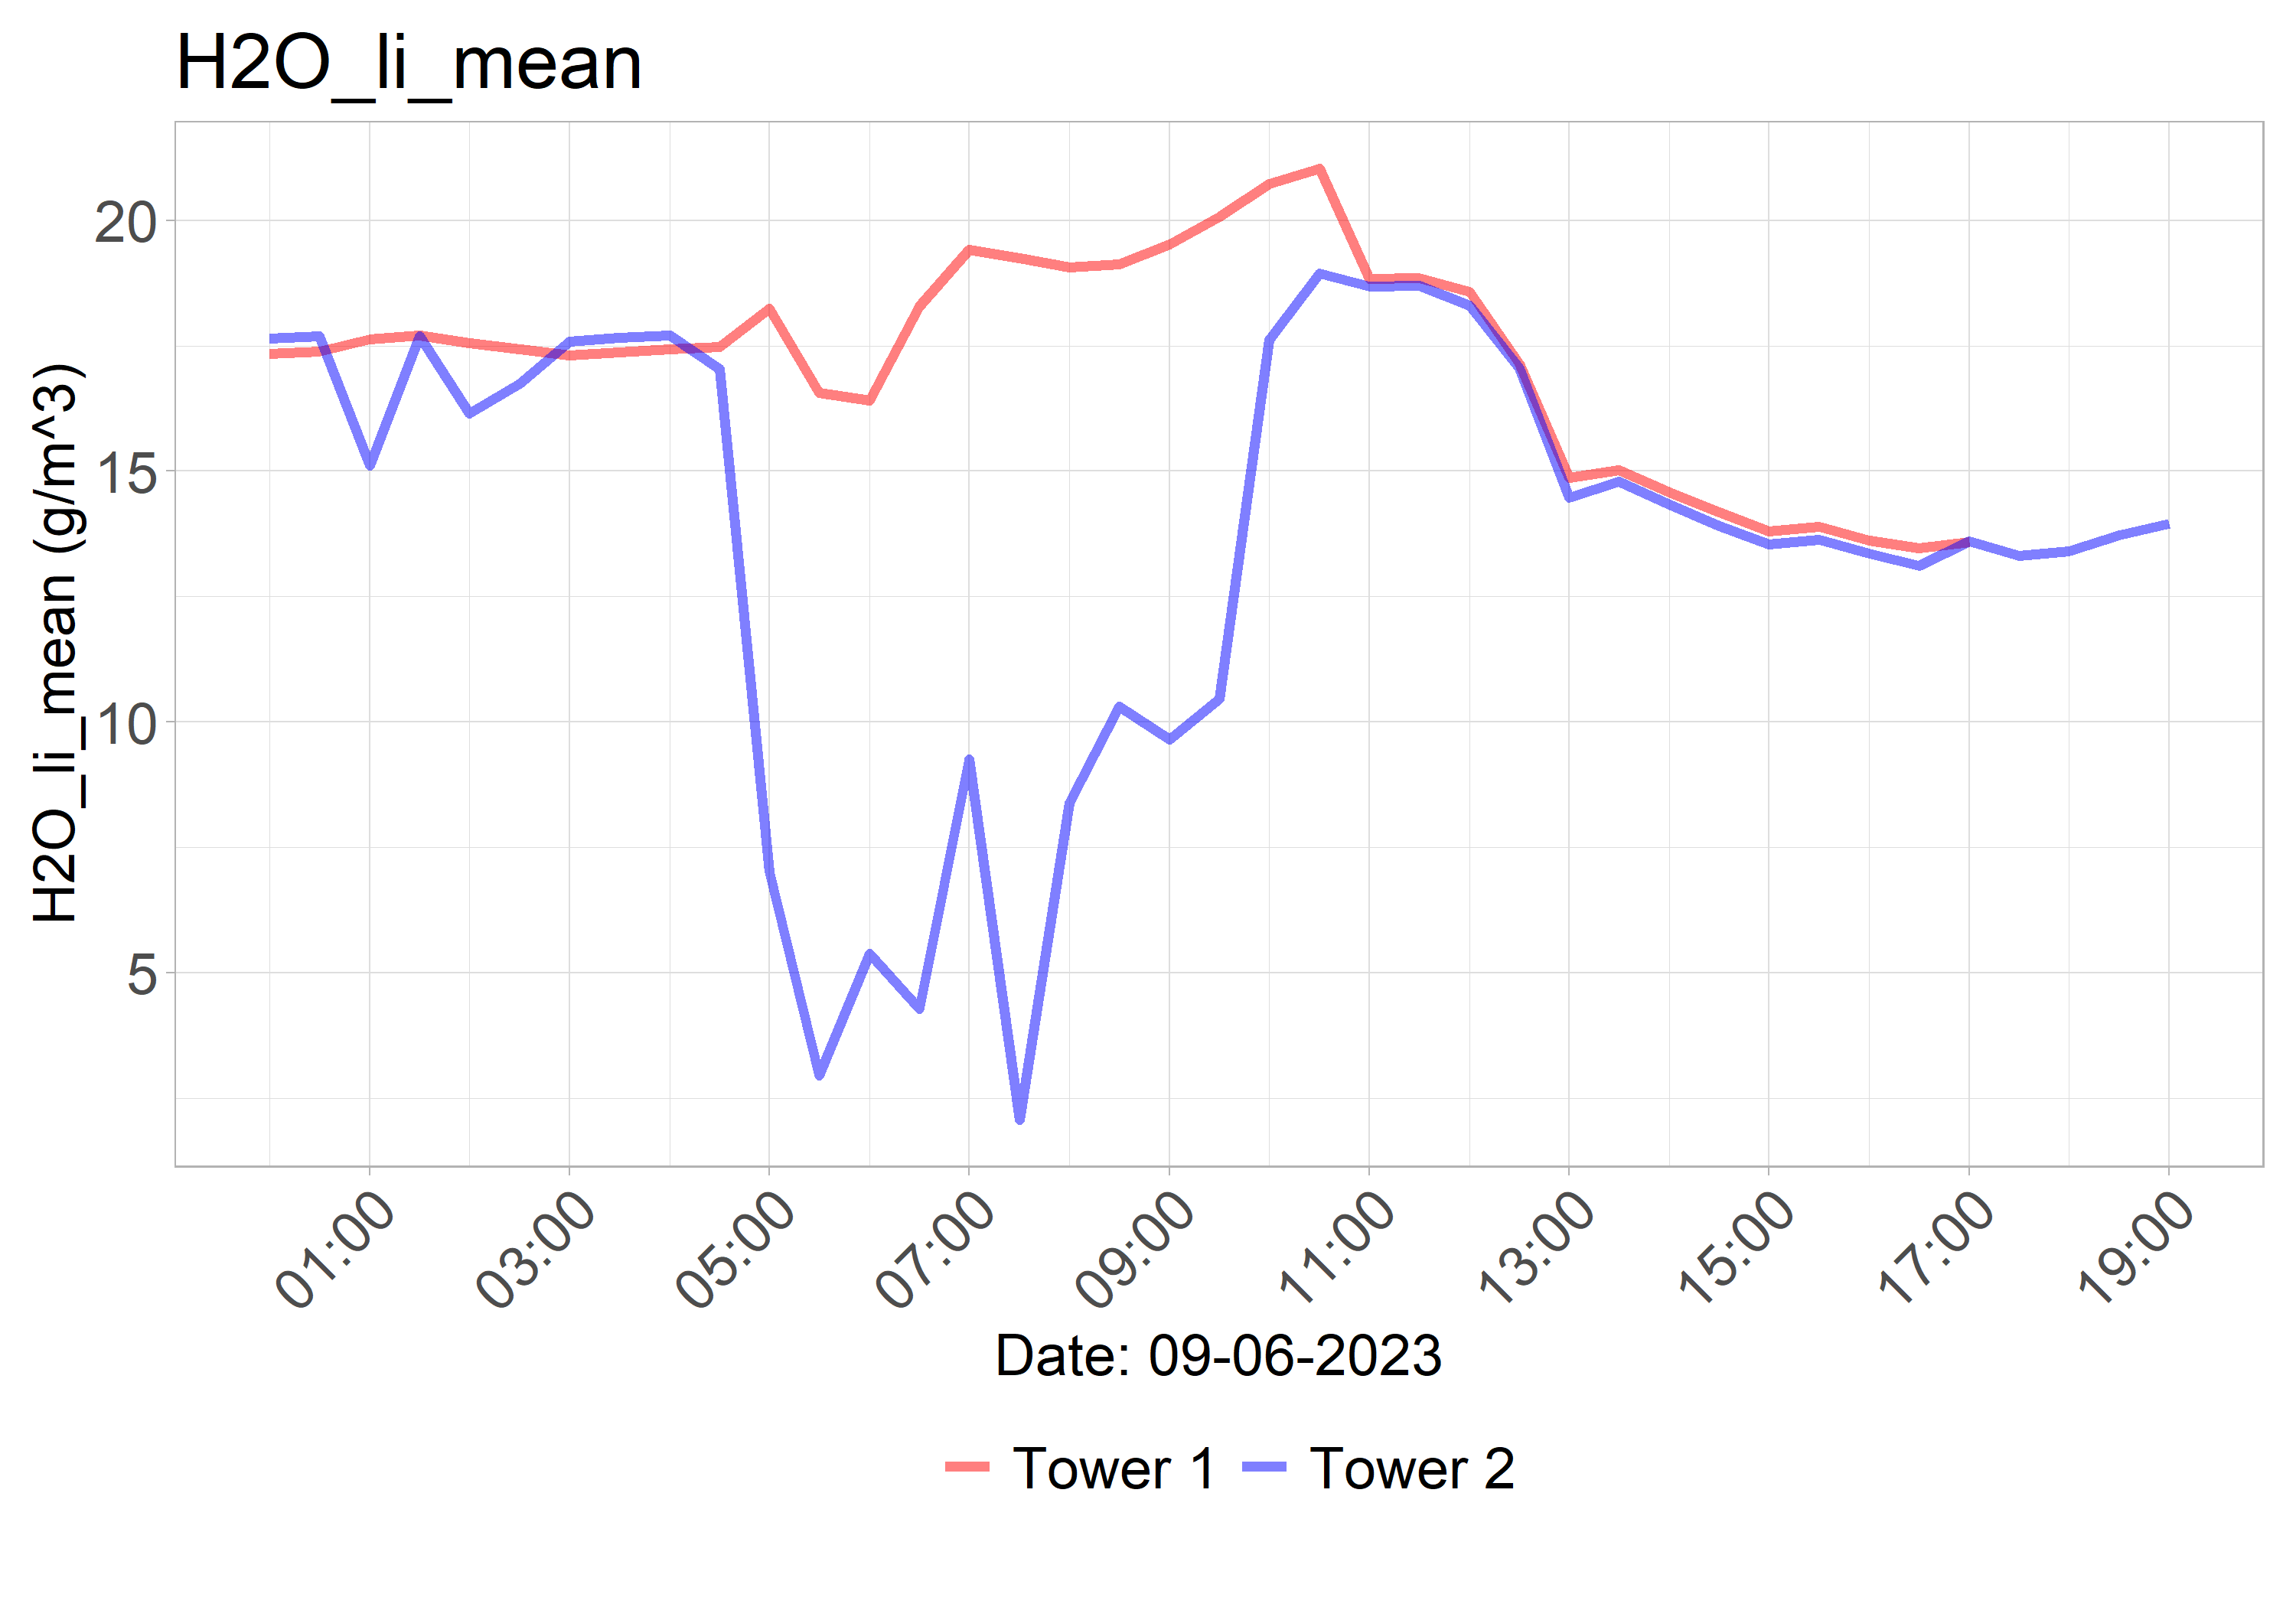 H2O_li_mean
H2O_li_mean (g/m^3)
20
15
10
5
01:00 03:00 05:00 07:00 09:00 11:00 13:00 15:00 17:00 19:00
Date: 09-06-2023
Tower 1 Tower 2